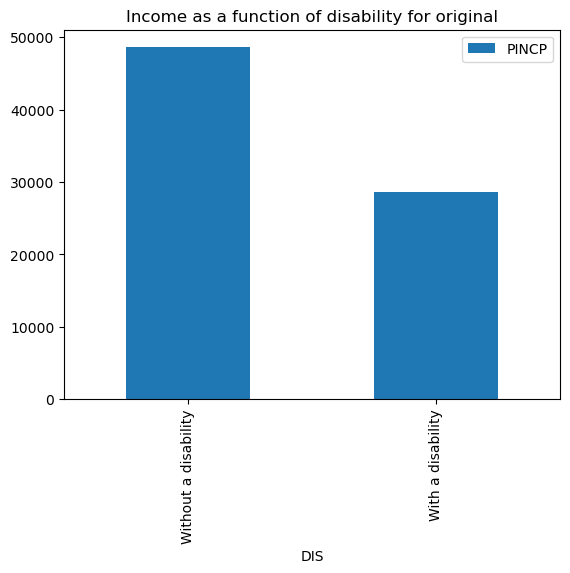 Income as a function of disability for original
PINCP
50000
40000
30000
20000
10000
0
Without a disability
With a disability
DIS